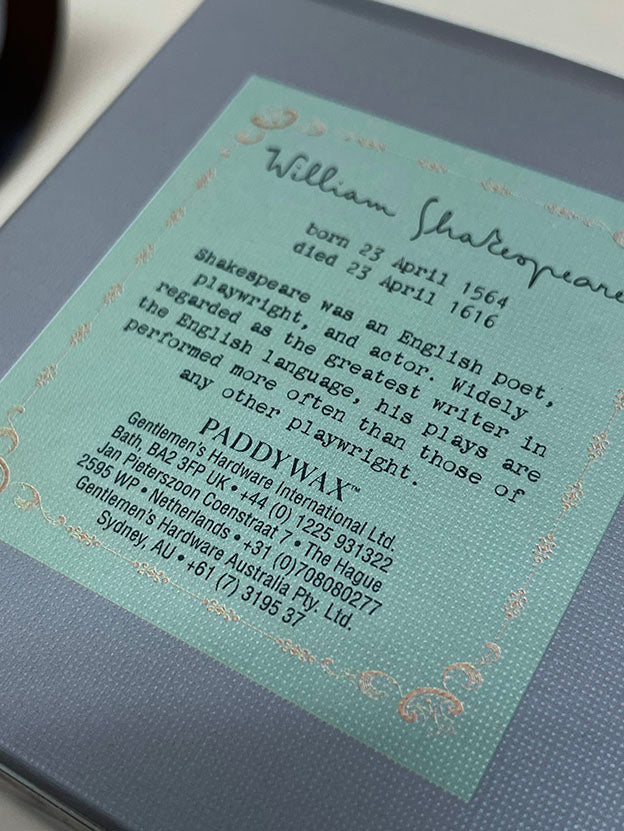 William Shakespeare
born 23 April 1564
died 23 April 1616
Shakespeare was an English poet,
playwright, and actor. Widely
regarded as the greatest writer in
the English language, his plays are
performed more often than those of
any other playwright.
PADDYWAX™
Gentlemen's Hardware International Ltd.
Bath, BA2 3FP UK • +44 (0) 1225 931322
Jan Pieterszoon Coenstraat 7 • The Hague
2595 WP • Netherlands • +31 (0)708080277
Gentlemen's Hardware Australia Pty. Ltd.
Sydney, AU • +61 (7) 3195 37